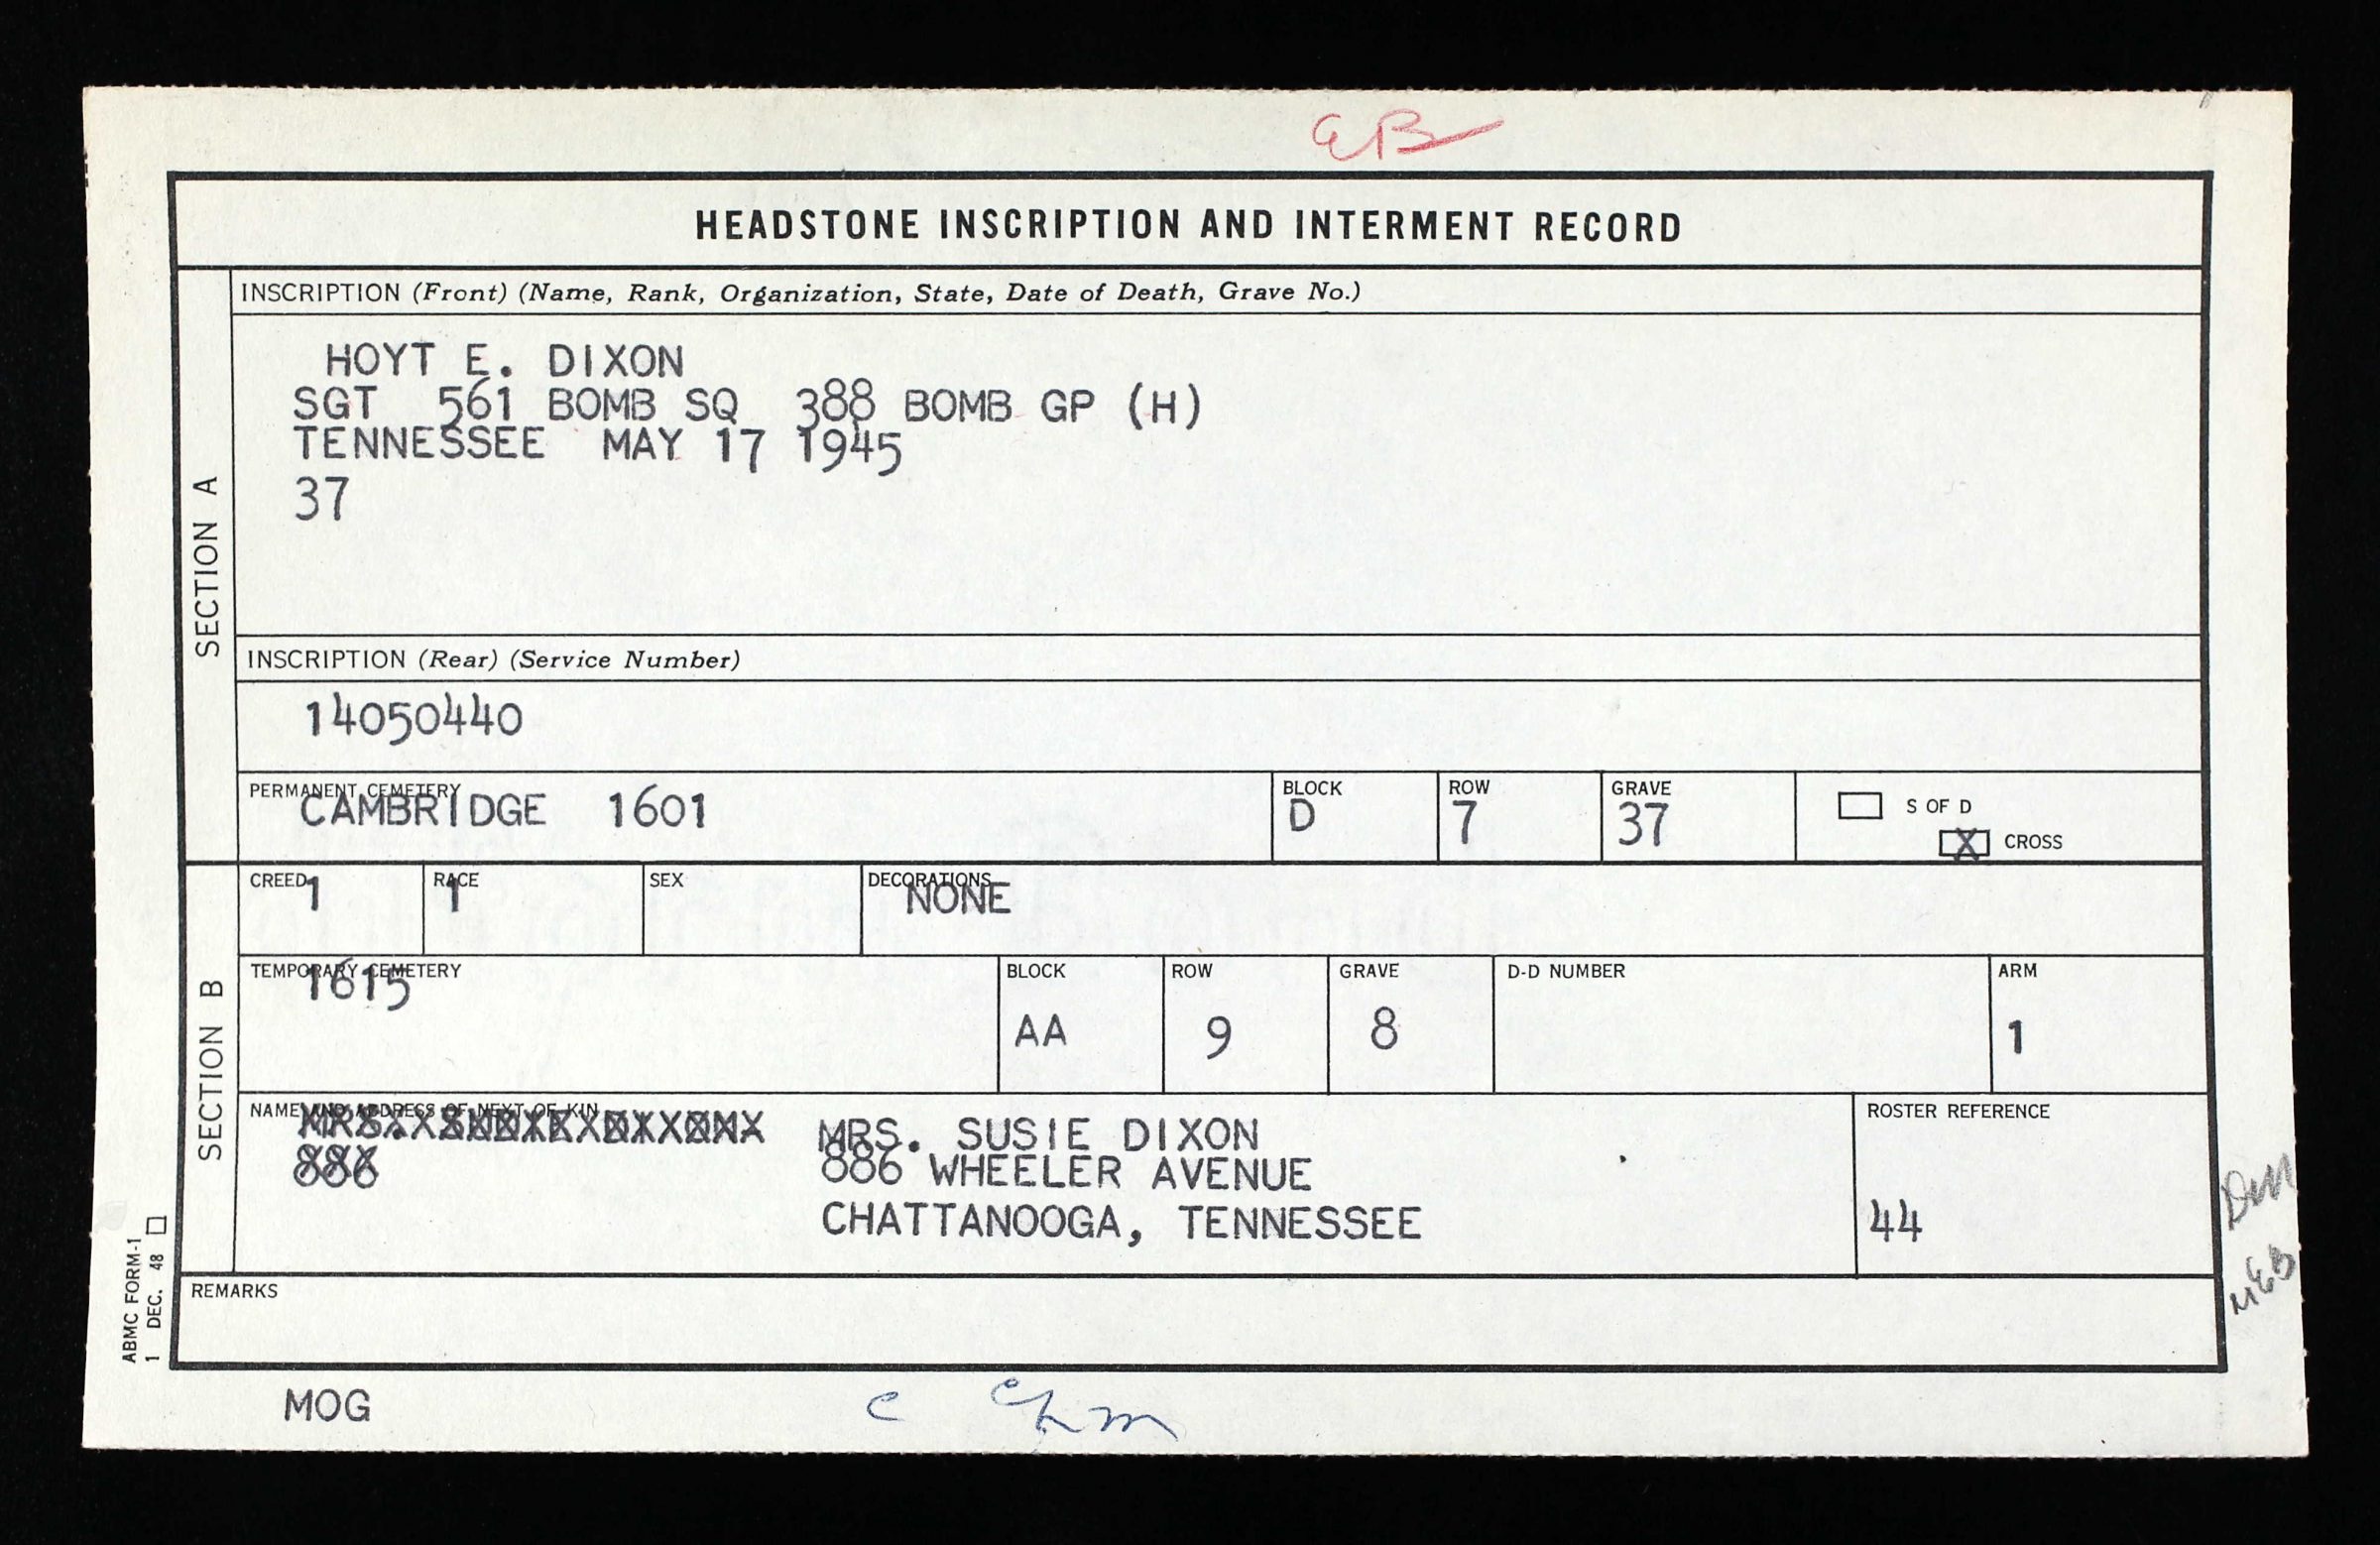 EB
HEADSTONE INSCRIPTION AND INTERMENT RECORD
SECTION A
INSCRIPTION (Front) (Name, Rank, Organization, State, Date of Death, Grave No.)
HOYT E. DIXON
SGT 561 BOMB SQ 388 BOMB GP (H)
TENNESSEE MAY 17 1945
37
INSCRIPTION (Rear) (Service Number)
14050440
PERMANENT CEMETERY BLOCK ROW GRAVE
CAMBRIDGE 1601 D 7 37
S OF D
X CROSS
SECTION B
CREED RACE SEX DECORATIONS
1 1 NONE
TEMPORARY CEMETERY BLOCK ROW GRAVE D-D NUMBER ARM
1615 AA 9 8 1
NAME AND ADDRESS OF NEXT OF KIN ROSTER REFERENCE
MRS. SUSIE DIXON
886 886 WHEELER AVENUE
CHATTANOOGA, TENNESSEE 44
REMARKS
ABMC FORM-1
1 DEC. 48
MOG
MEB